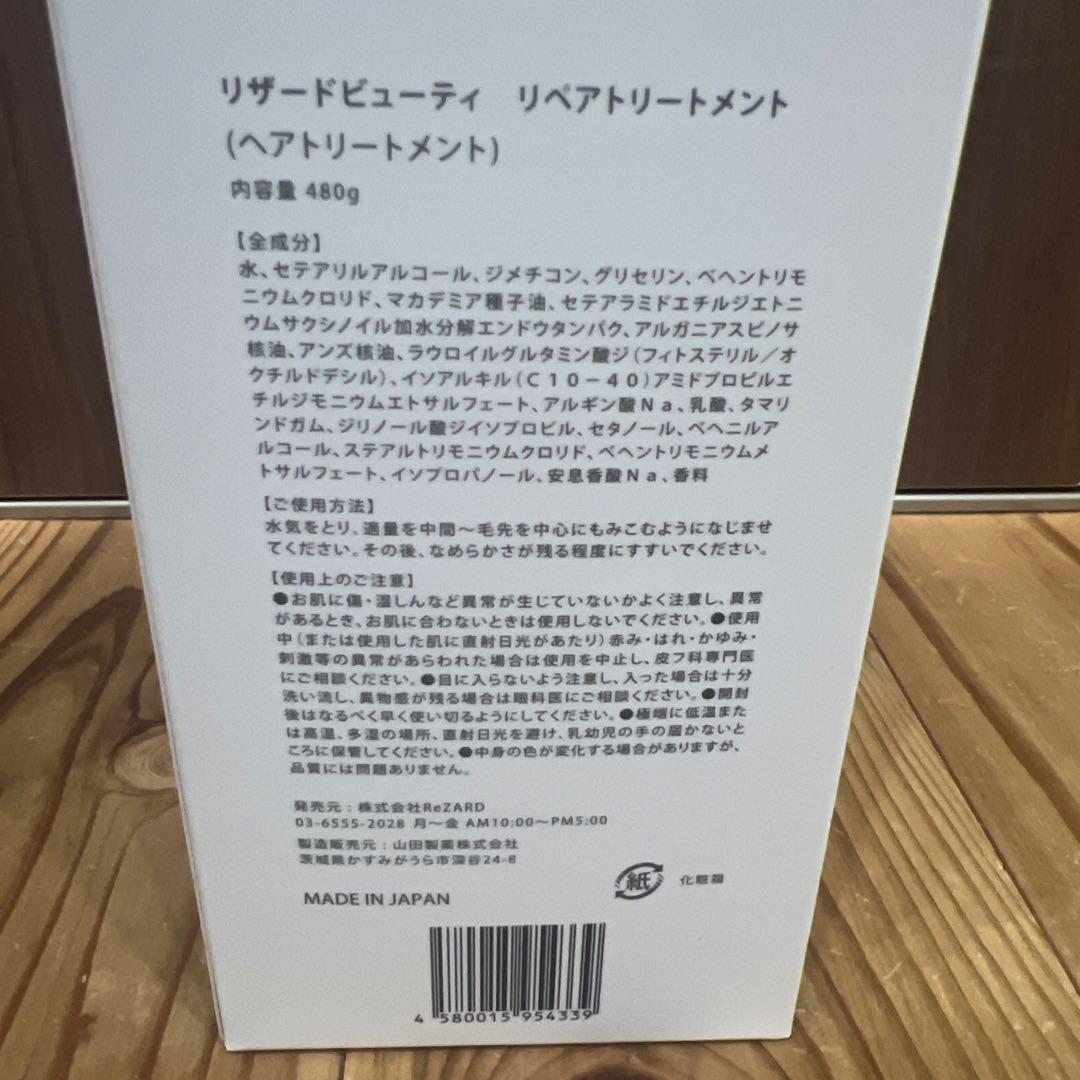 リザードビューティ　リペアトリートメント
(ヘアトリートメント)
内容量 480g
【全成分】
水、セテアリルアルコール、ジメチコン、グリセリン、ベヘントリモ
ニウムクロリド、マカデミア種子油、セテアラミドエチルジエトニ
ウムサクシノイル加水分解エンドウタンパク、アルガニアスピノサ
核油、アンズ核油、ラウロイルグルタミン酸ジ(フィトステリル／オ
クチルドデシル)、イソアルキル(C10－40)アミドプロピルエ
チルジモニウムエトサルフェート、アルギン酸Na、乳酸、タマリ
ンドガム、ジリノール酸ジイソプロピル、セタノール、ベヘニルア
ルコール、ステアルトリモニウムクロリド、ベヘントリモニウムメ
トサルフェート、イソプロパノール、安息香酸Na、香料
【ご使用方法】
水気をとり、適量を中間～毛先を中心にもみこむようになじませ
てください。その後、なめらかさが残る程度にすすいでください。
【使用上のご注意】
●お肌に傷・湿しんなど異常が生じていないかよく注意し、異常
があるとき、お肌に合わないときは使用しないでください。●使用
中(または使用した肌に直射日光があたり)赤み・はれ・かゆみ・
刺激等の異常があらわれた場合は使用を中止し、皮フ科専門医
にご相談ください。●目に入らないよう注意し、入った場合は十分
洗い流し、異物感が残る場合は眼科医にご相談ください。●開封
後はなるべく早く使い切るようにしてください。●極端に低温また
は高温、多湿の場所、直射日光を避け、乳幼児の手の届かないと
ころに保管してください。●中身の色が変化する場合がありますが、
品質には問題ありません。
発売元：株式会社ReZARD
03-6555-2028 月～金 AM10:00～PM5:00
製造販売元：山田製薬株式会社
茨城県かすみがうら市深谷24-8
紙 化粧箱
MADE IN JAPAN
4 580015 954339